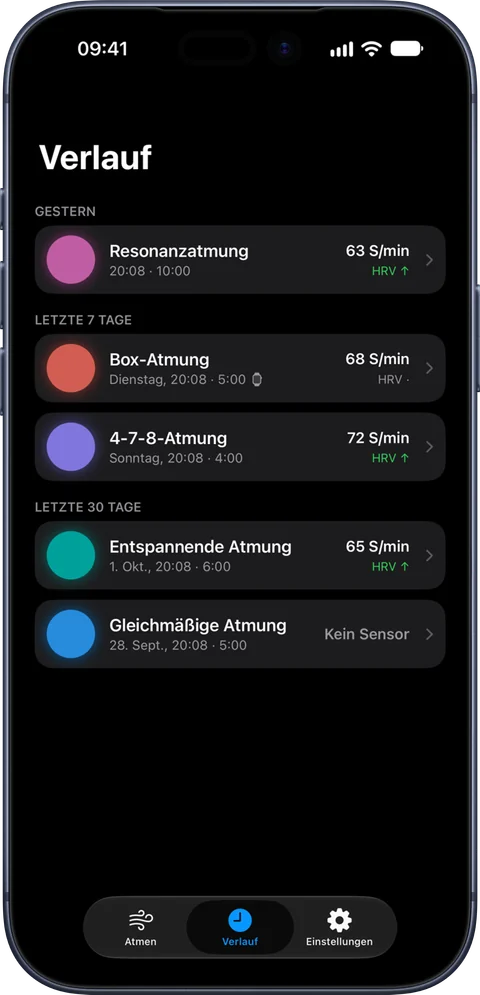 09:41
Verlauf
GESTERN
Resonanzatmung
63 S/min
20:08 · 10:00
HRV ↑
LETZTE 7 TAGE
Box-Atmung
68 S/min
Dienstag, 20:08 · 5:00
HRV ·
4-7-8-Atmung
72 S/min
Sonntag, 20:08 · 4:00
HRV ↑
LETZTE 30 TAGE
Entspannende Atmung
65 S/min
1. Okt., 20:08 · 6:00
HRV ↑
Gleichmäßige Atmung
Kein Sensor
28. Sept., 20:08 · 5:00
Atmen
Verlauf
Einstellungen